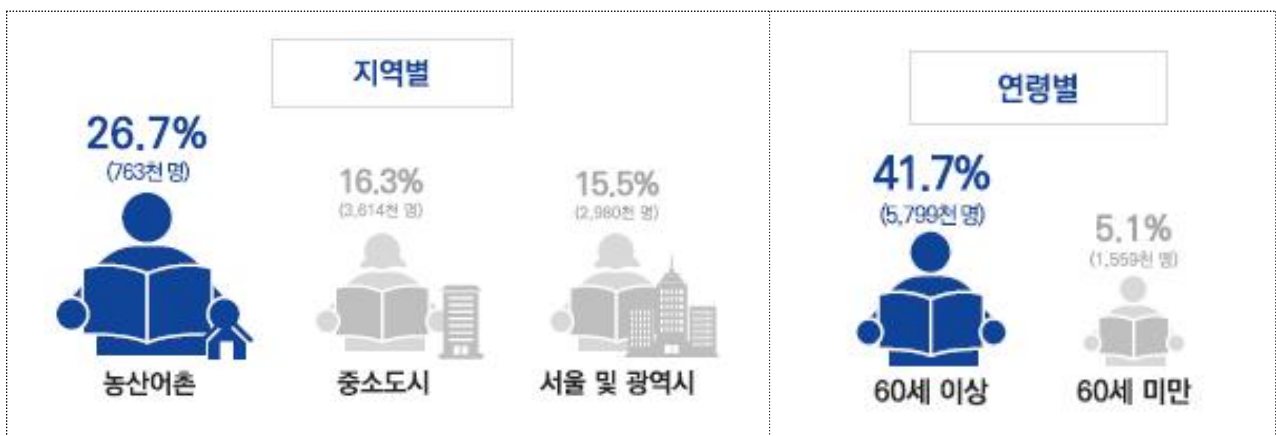 지역별
26.7%
(763천 명)
16.3%
(3,614천 명)
15.5%
(2,980천 명)
농산어촌
중소도시
서울 및 광역시
연령별
41.7%
(5,799천 명)
5.1%
(1,559천 명)
60세 이상
60세 미만